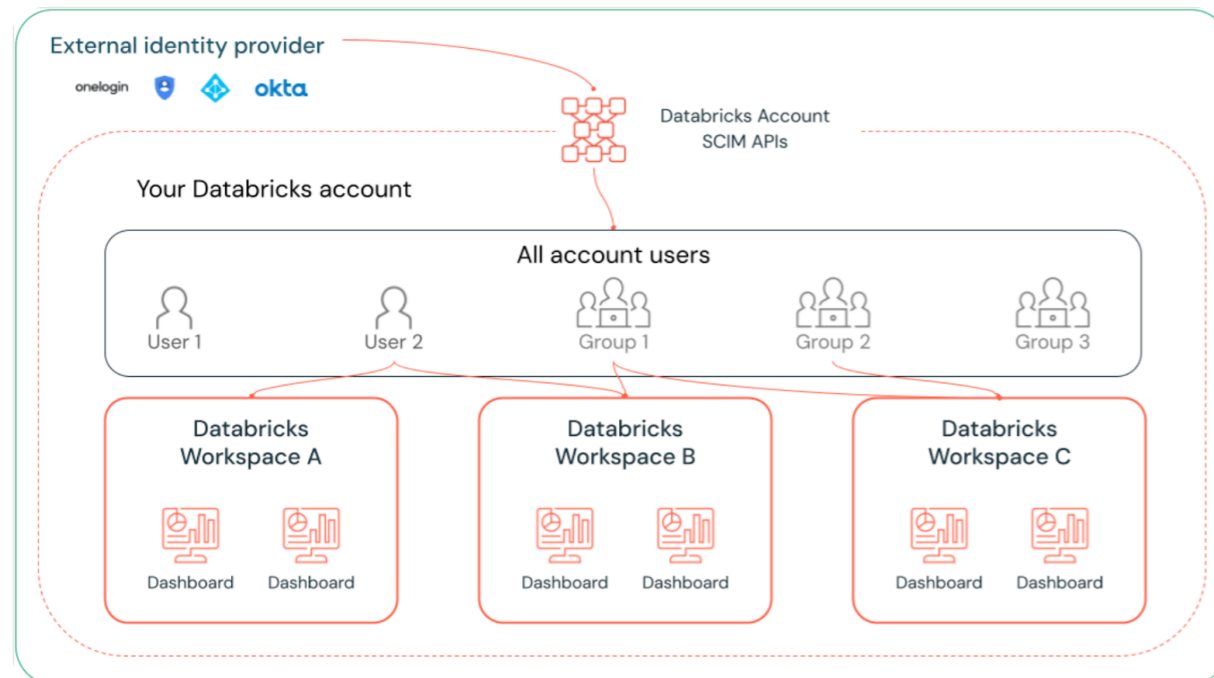 External identity provider
onelogin
okta
Databricks Account
SCIM APIs
Your Databricks account
All account users
User 1
User 2
Group 1
Group 2
Group 3
Databricks
Workspace A
Databricks
Workspace B
Databricks
Workspace C
Dashboard
Dashboard
Dashboard
Dashboard
Dashboard
Dashboard